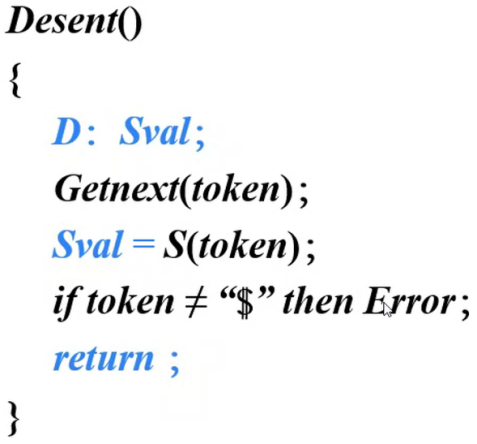 Desent()
{
D: Sval;
Getnext(token);
Sval = S(token);
if token ≠ “$” then Error;
return ;
}